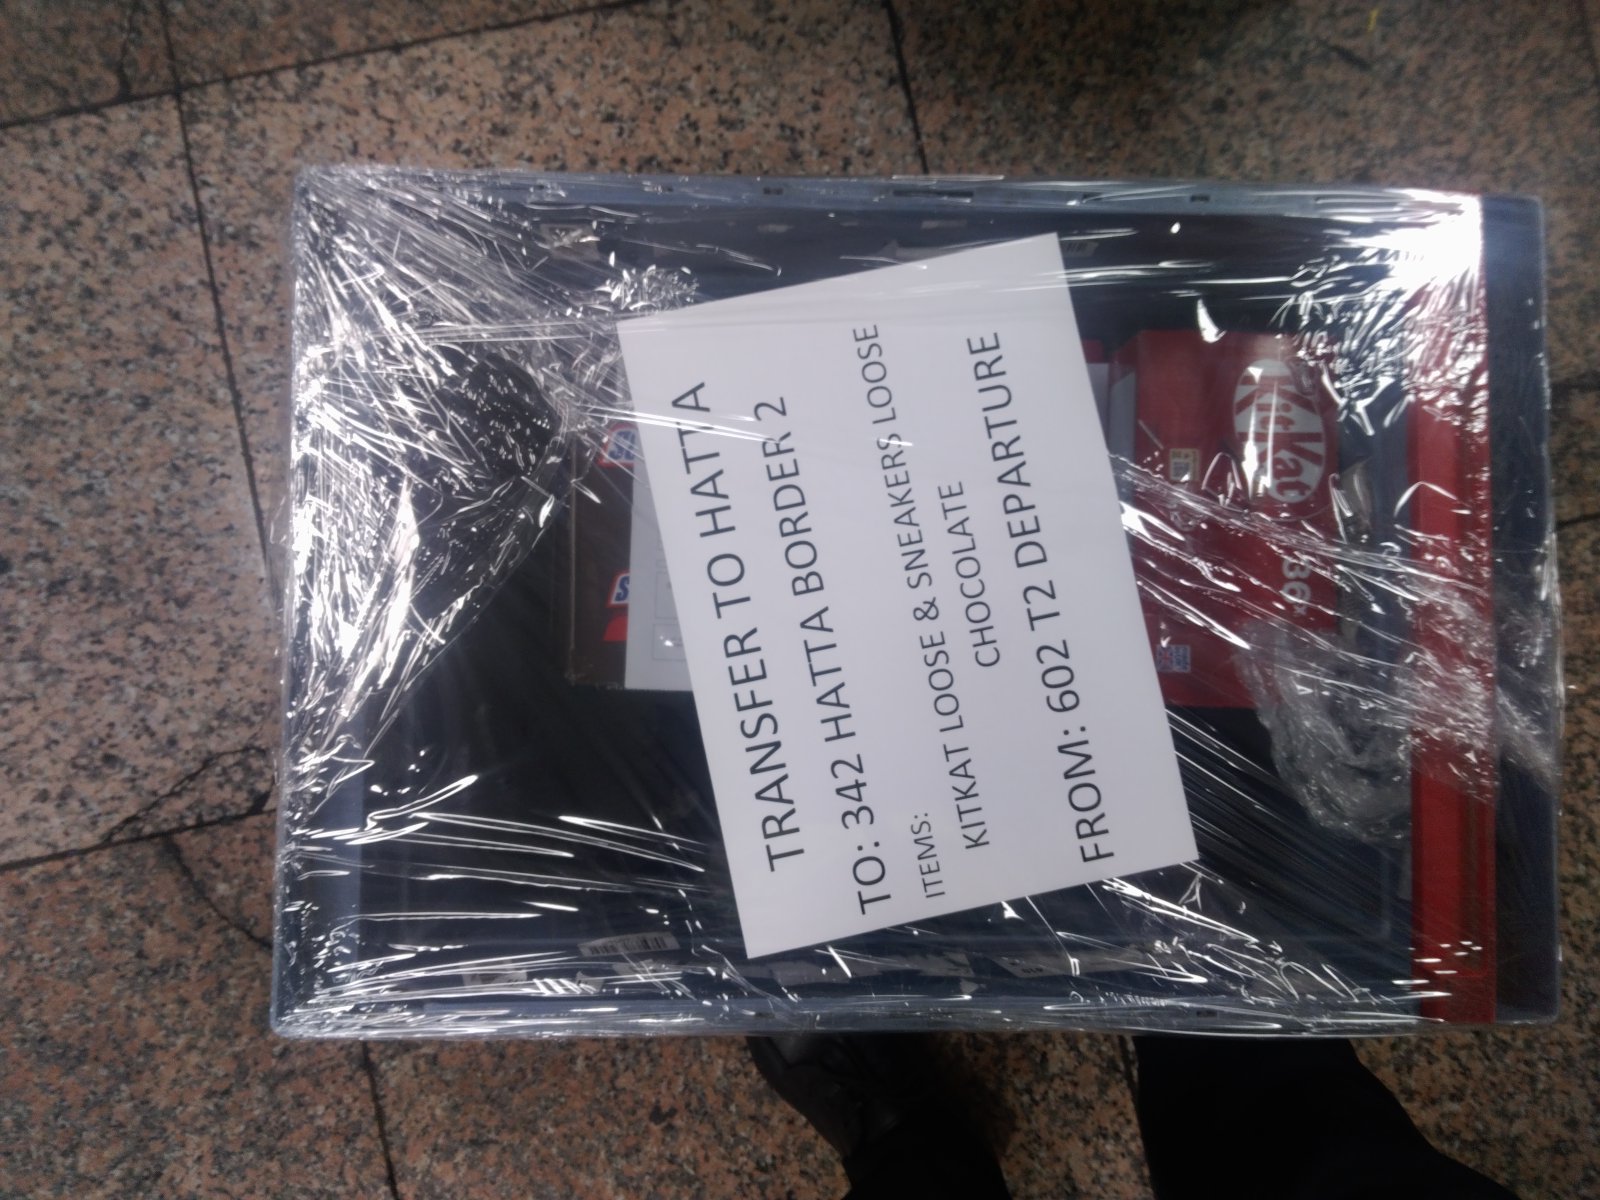 TRANSFER TO HATTA
TO: 342 HATTA BORDER 2
ITEMS:
KITKAT LOOSE & SNEAKERS LOOSE
CHOCOLATE
FROM: 602 T2 DEPARTURE
KitKat
36